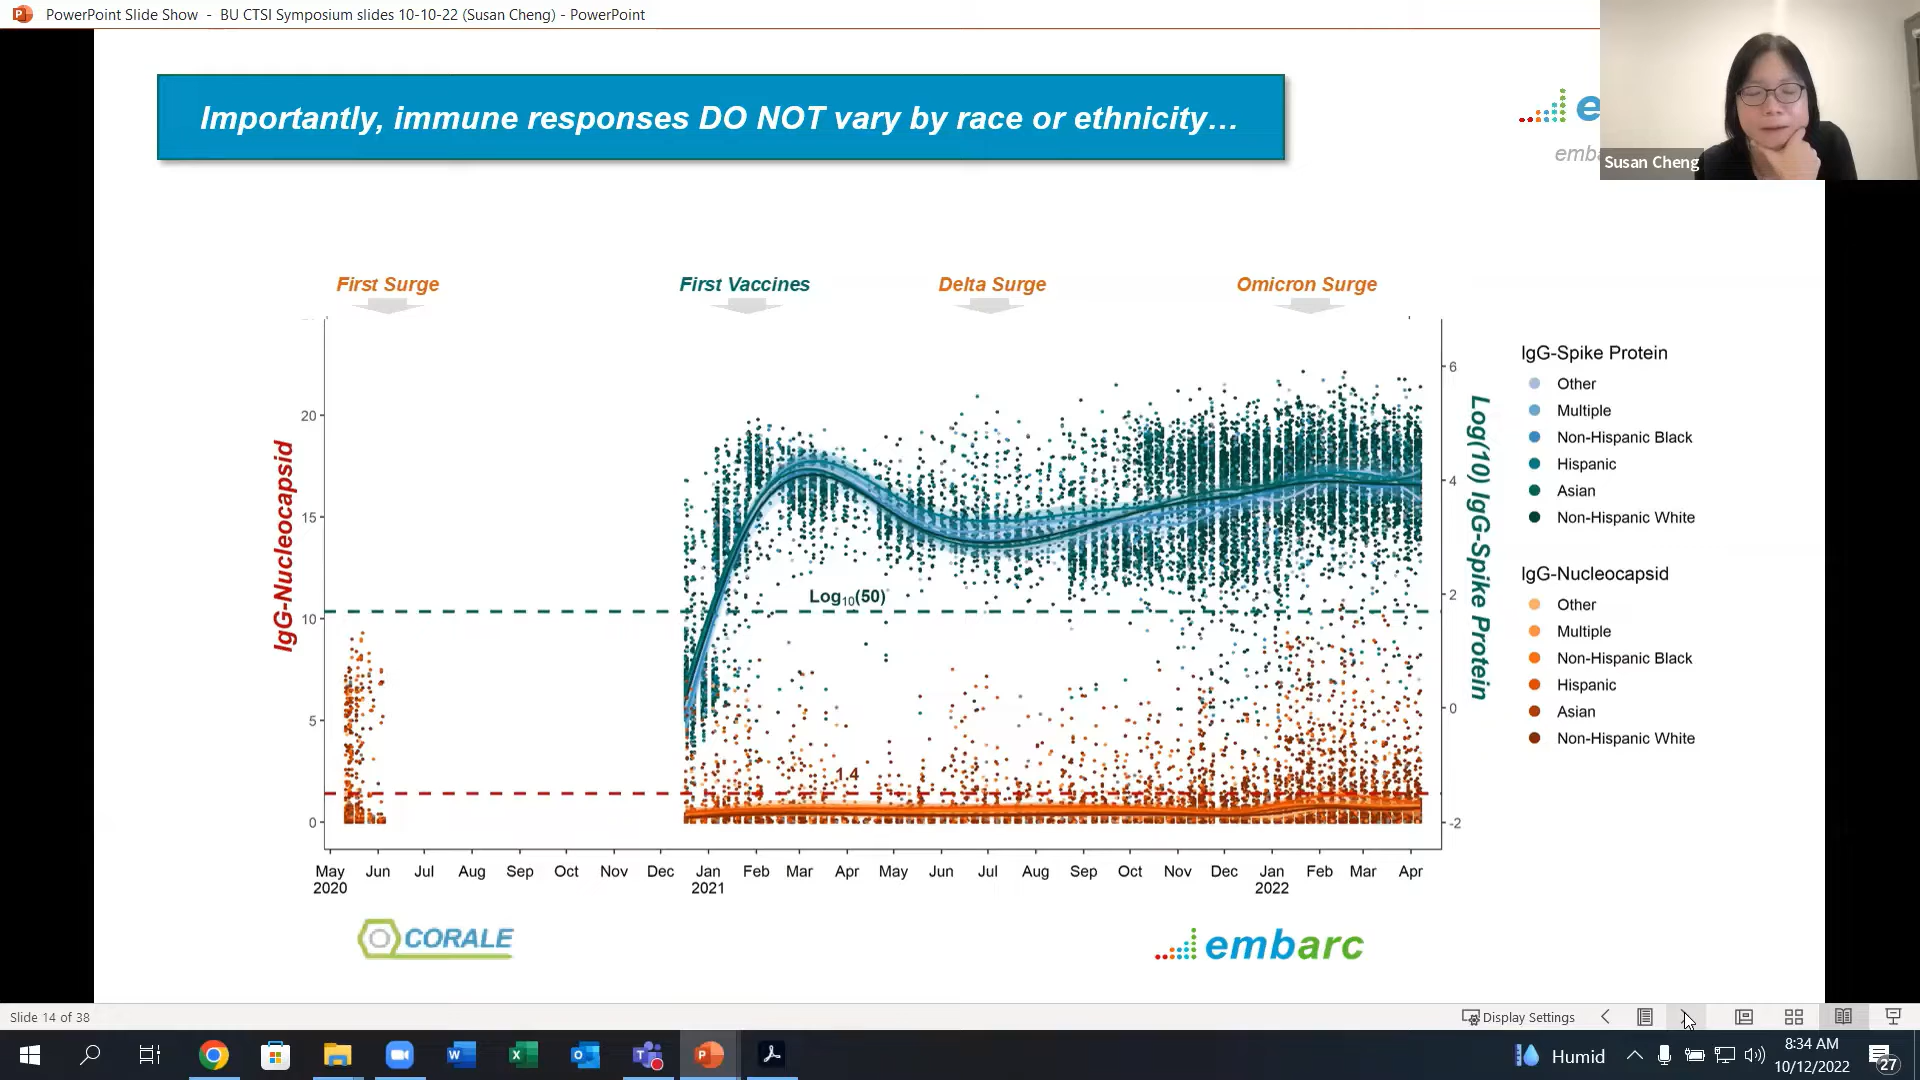 PowerPoint Slide Show - BU CTSI Symposium slides 10-10-22 (Susan Cheng) - PowerPoint
Importantly, immune responses DO NOT vary by race or ethnicity…
e
emb
Susan Cheng
First Surge
First Vaccines
Delta Surge
Omicron Surge
IgG-Nucleocapsid
20
15
10
5
0
Log10(50)
1.4
6
4
2
0
-2
Log(10) IgG-Spike Protein
IgG-Spike Protein
Other
Multiple
Non-Hispanic Black
Hispanic
Asian
Non-Hispanic White
IgG-Nucleocapsid
Other
Multiple
Non-Hispanic Black
Hispanic
Asian
Non-Hispanic White
May Jun Jul Aug Sep Oct Nov Dec Jan Feb Mar Apr May Jun Jul Aug Sep Oct Nov Dec Jan Feb Mar Apr
2020 2021 2022
CORALE
embarc
Slide 14 of 38
Display Settings
Humid
8:34 AM
10/12/2022
27